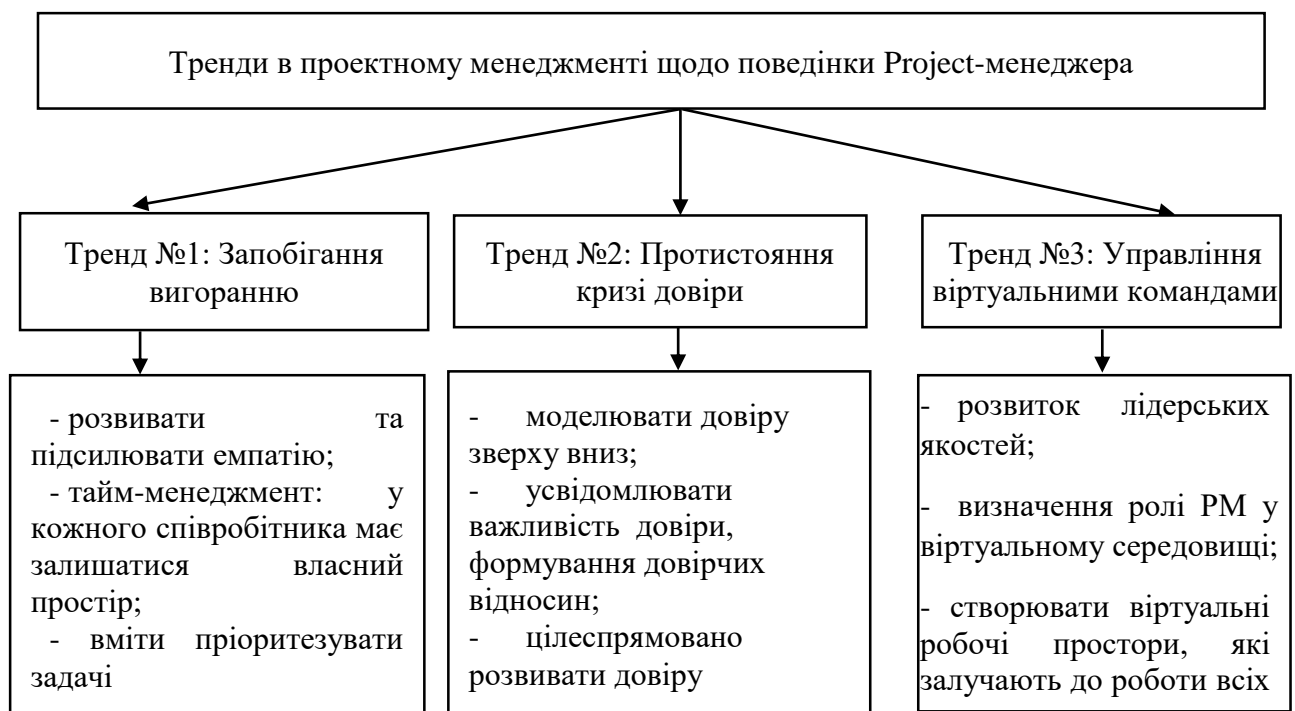 Тренди в проектному менеджменті щодо поведінки Project-менеджера
Тренд №1: Запобігання
вигоранню
Тренд №2: Протистояння
кризі довіри
Тренд №3: Управління
віртуальними командами
- розвивати та
підсилювати емпатію;
- тайм-менеджмент: у
кожного співробітника має
залишатися власний
простір;
- вміти пріоритезувати
задачі
- моделювати довіру
зверху вниз;
- усвідомлювати
важливість довіри,
формування довірчих
відносин;
- цілеспрямовано
розвивати довіру
- розвиток лідерських
якостей;
- визначення ролі РМ у
віртуальному середовищі;
- створювати віртуальні
робочі простори, які
залучають до роботи всіх